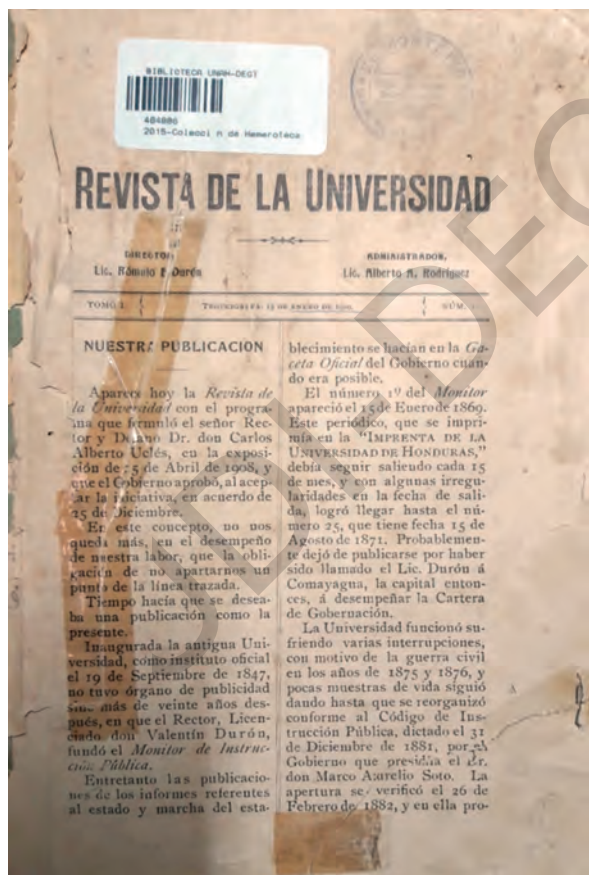 BIBLIOTECA UNAH-DEGT
404886
2015-Colecci n de Hemeroteca
REVISTA DE LA UNIVERSIDAD
DIRECTOR,
Lic. Rómulo E Durón
ADMINISTRADOR,
Lic. Alberto A. Rodríguez
TOMO I.
TEGUCIGALPA: 15 DE ENERO DE
NÚM. 1
NUESTRA PUBLICACION
Aparece hoy la Revista de
la Universidad con el progra-
ma que formuló el señor Rec-
tor y Decano Dr. don Carlos
Alberto Uclés, en la exposi-
ción de 25 de Abril de 1908, y
que el Gobierno aprobó, al acep-
tar la iniciativa, en acuerdo de
25 de Diciembre.
En este concepto, no nos
queda más, en el desempeño
de nuestra labor, que la obli-
gación de no apartarnos un
punto de la línea trazada.
Tiempo hacía que se desea-
ba una publicación como la
presente.
Inaugurada la antigua Uni-
versidad, como instituto oficial
el 19 de Septiembre de 1847,
no tuvo órgano de publicidad
sino más de veinte años des-
pués, en que el Rector, Licen-
ciado don Valentín Durón,
fundó el Monitor de Instruc-
ción Pública.
Entretanto las publicacio-
nes de los informes referentes
al estado y marcha del esta-
blecimiento se hacían en la Ga-
ceta Oficial del Gobierno cuan-
do era posible.
El número 1º del Monitor
apareció el 15 de Euero de 1869.
Este periódico, que se impri-
mía en la "IMPRENTA DE LA
UNIVERSIDAD DE HONDURAS,"
debía seguir saliendo cada 15
de mes, y con algunas irregu-
laridades en la fecha de sali-
da, logró llegar hasta el nú-
mero 25, que tiene fecha 15 de
Agosto de 1871. Probablemen-
te dejó de publicarse por haber
sido llamado el Lic. Durón á
Comayagua, la capital enton-
ces, á desempeñar la Cartera
de Gobernación.
La Universidad funcionó su-
friendo varias interrupciones,
con motivo de la guerra civil
en los años de 1875 y 1876, y
pocas muestras de vida siguió
dando hasta que se reorganizó
conforme al Código de Ins-
trucción Pública, dictado el 31
de Diciembre de 1881, por el
Gobierno que presidía el Dr.
don Marco Aurelio Soto. La
apertura se verificó el 26 de
Febrero de 1882, y en ella pro-